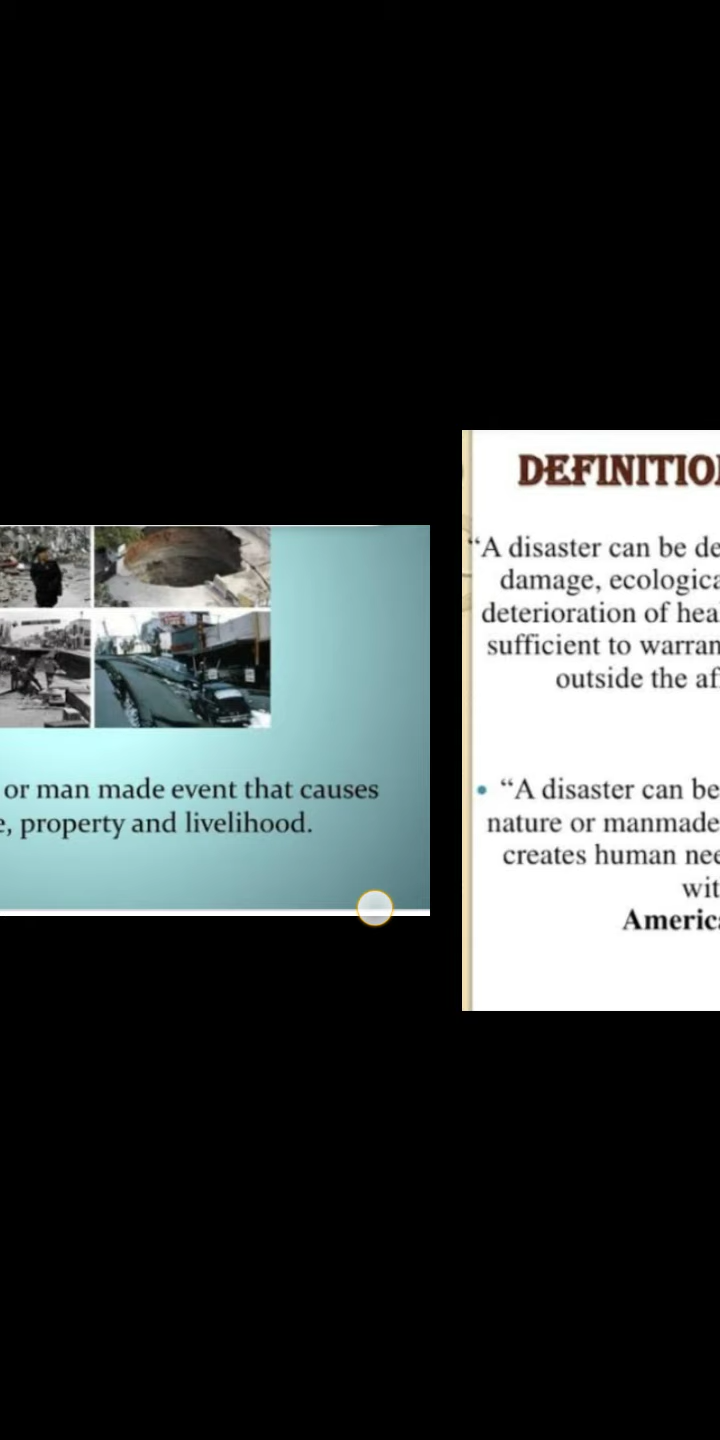 or man made event that causes
, property and livelihood.
DEFINITIO
“A disaster can be de
damage, ecologica
deterioration of hea
sufficient to warran
outside the af
• “A disaster can be
nature or manmade
creates human nee
wit
America